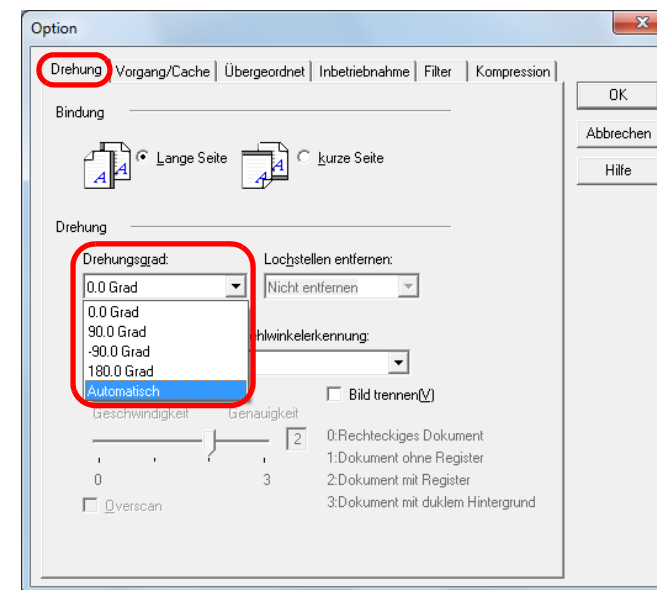 Option
Drehung Vorgang/Cache Übergeordnet Inbetriebnahme Filter Kompression
OK
Abbrechen
Hilfe
Bindung
Lange Seite kurze Seite
Drehung
Drehungsgrad: Lochstellen entfernen:
0.0 Grad Nicht entfernen
0.0 Grad
90.0 Grad
-90.0 Grad
180.0 Grad
Automatisch
ehlwinkelerkennung:
Bild trennen(V)
Geschwindigkeit Genauigkeit
2
0 3
0:Rechteckiges Dokument
1:Dokument ohne Register
2:Dokument mit Register
3:Dokument mit duklem Hintergrund
Overscan